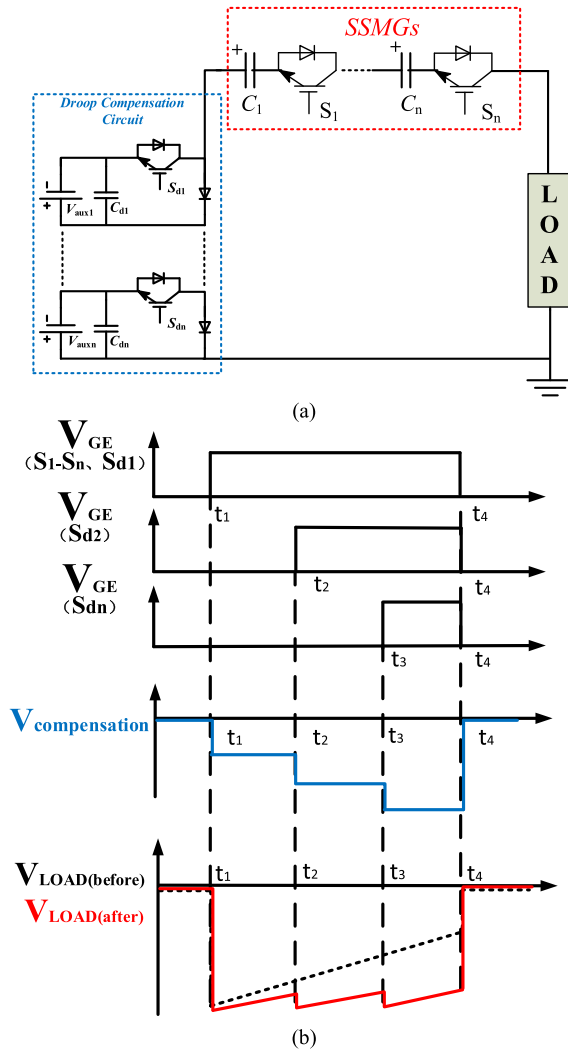 SSMGs
+
C1
S1
+
Cn
Sn
Droop Compensation
Circuit
Vaux1
Cd1
Sd1
Vauxn
Cdn
Sdn
LOAD
(a)
VGE
(S1-Sn、Sd1)
t1
t4
VGE
(Sd2)
t2
t4
VGE
(Sdn)
t3
t4
Vcompensation
t1
t2
t3
t4
VLOAD(before)
VLOAD(after)
t1
t2
t3
t4
(b)